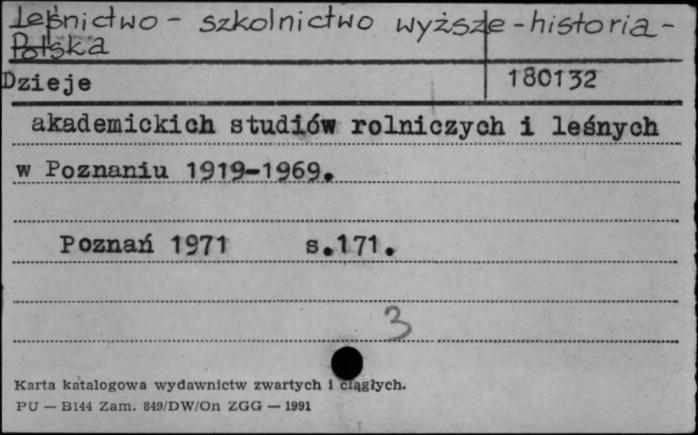 Leśnictwo - szkolnictwo wyższe - historia -
Polska
Dzieje 180132
akademickich studiów rolniczych i leśnych
w Poznaniu 1919-1969.
Poznań 1971 s.171.
3
Karta katalogowa wydawnictw zwartych i ciągłych.
PU — B144 Zam. 849/DW/On ZGG — 1991